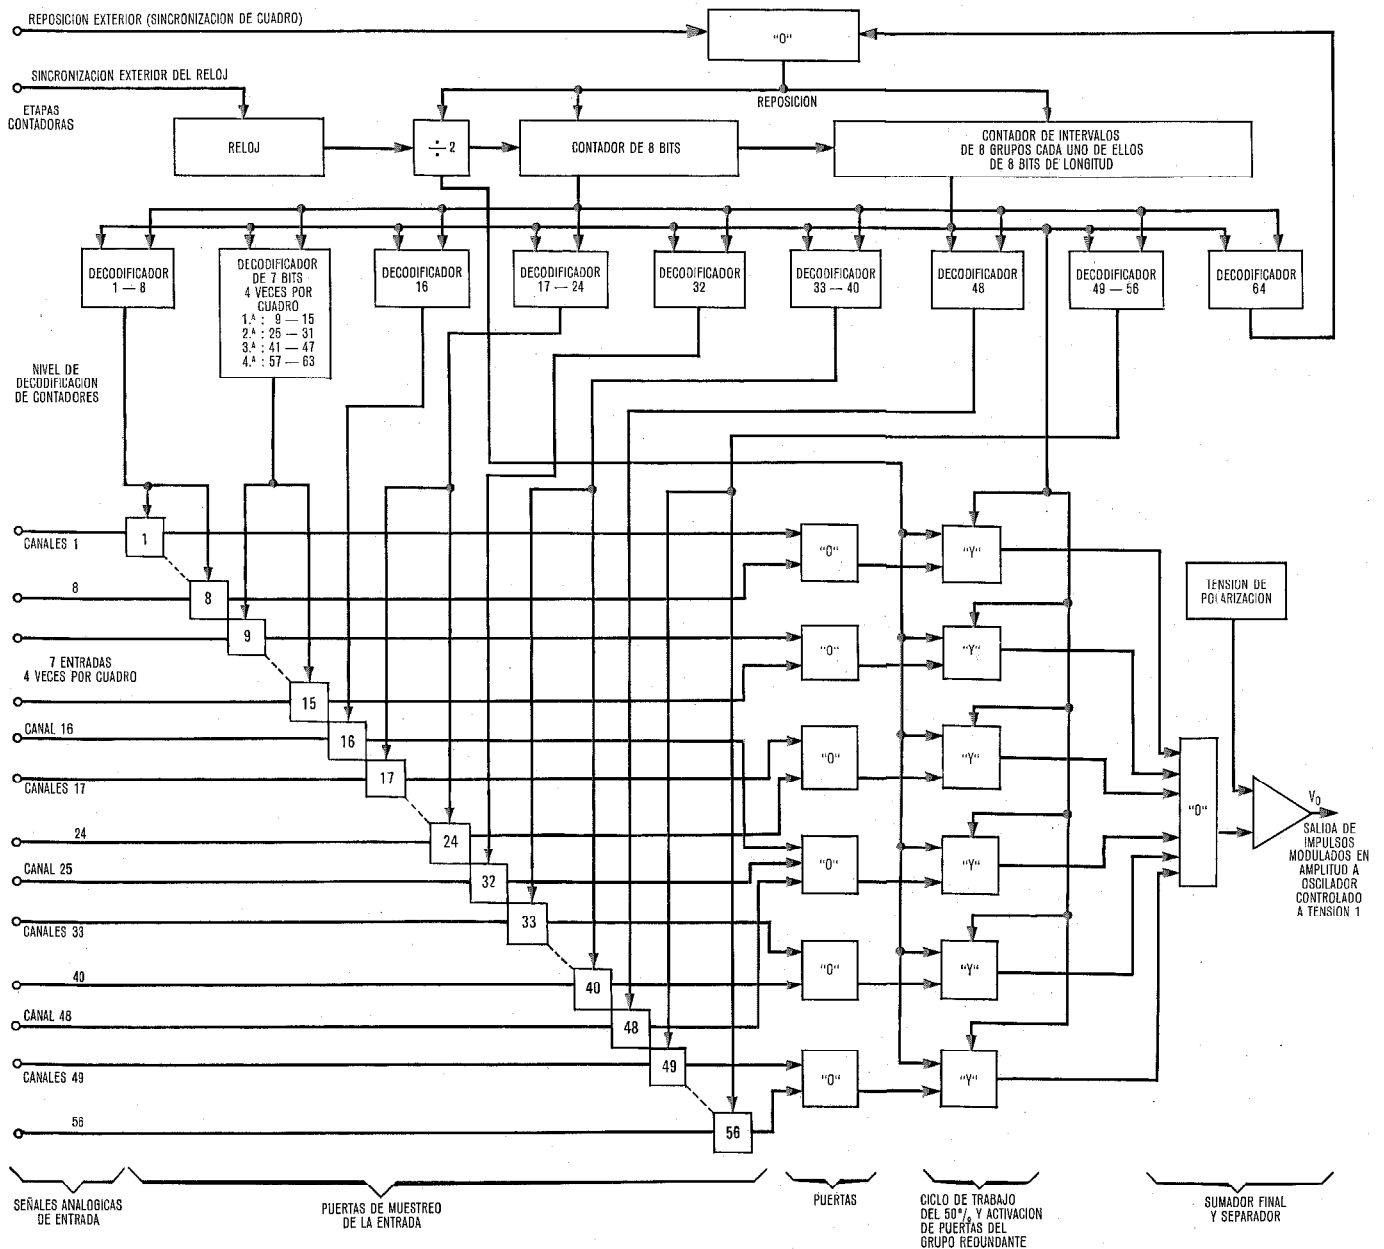 REPOSICION EXTERIOR (SINCRONIZACION DE CUADRO)
"O"
SINCRONIZACION EXTERIOR DEL RELOJ
REPOSICION
ETAPAS
CONTADORAS
RELOJ
÷ 2
CONTADOR DE 8 BITS
CONTADOR DE INTERVALOS
DE 8 GRUPOS CADA UNO DE ELLOS
DE 8 BITS DE LONGITUD
DECODIFICADOR
1 — 8
DECODIFICADOR
DE 7 BITS
4 VECES POR
CUADRO
1.ᴬ : 9 — 15
2.ᴬ : 25 — 31
3.ᴬ : 41 — 47
4.ᴬ : 57 — 63
DECODIFICADOR
16
DECODIFICADOR
17 — 24
DECODIFICADOR
32
DECODIFICADOR
33 — 40
DECODIFICADOR
48
DECODIFICADOR
49 — 56
DECODIFICADOR
64
NIVEL DE
DECODIFICACION
DE CONTADORES
CANALES 1
1
"O"
"Y"
8
8
9
"O"
"Y"
TENSION DE
POLARIZACION
7 ENTRADAS
4 VECES POR CUADRO
15
CANAL 16
16
"O"
"Y"
17
CANALES 17
24
24
"O"
"Y"
"O"
V₀
SALIDA DE
IMPULSOS
MODULADOS EN
AMPLITUD A
OSCILADOR
CONTROLADO
A TENSION 1
CANAL 25
32
33
CANALES 33
"O"
"Y"
40
40
CANAL 48
48
49
CANALES 49
"O"
"Y"
56
56
SEÑALES ANALOGICAS
DE ENTRADA
PUERTAS DE MUESTREO
DE LA ENTRADA
PUERTAS
CICLO DE TRABAJO
DEL 50% Y ACTIVACION
DE PUERTAS DEL
GRUPO REDUNDANTE
SUMADOR FINAL
Y SEPARADOR